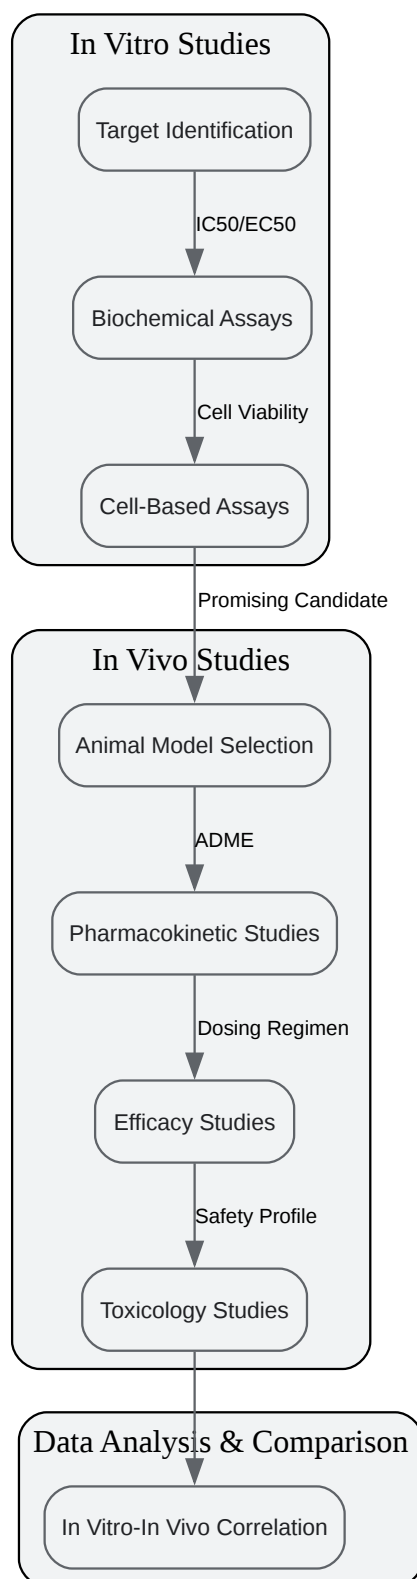 In Vitro Studies
Target Identification
IC50/EC50
Biochemical Assays
Cell Viability
Cell-Based Assays
Promising Candidate
In Vivo Studies
Animal Model Selection
ADME
Pharmacokinetic Studies
Dosing Regimen
Efficacy Studies
Safety Profile
Toxicology Studies
Data Analysis & Comparison
In Vitro-In Vivo Correlation